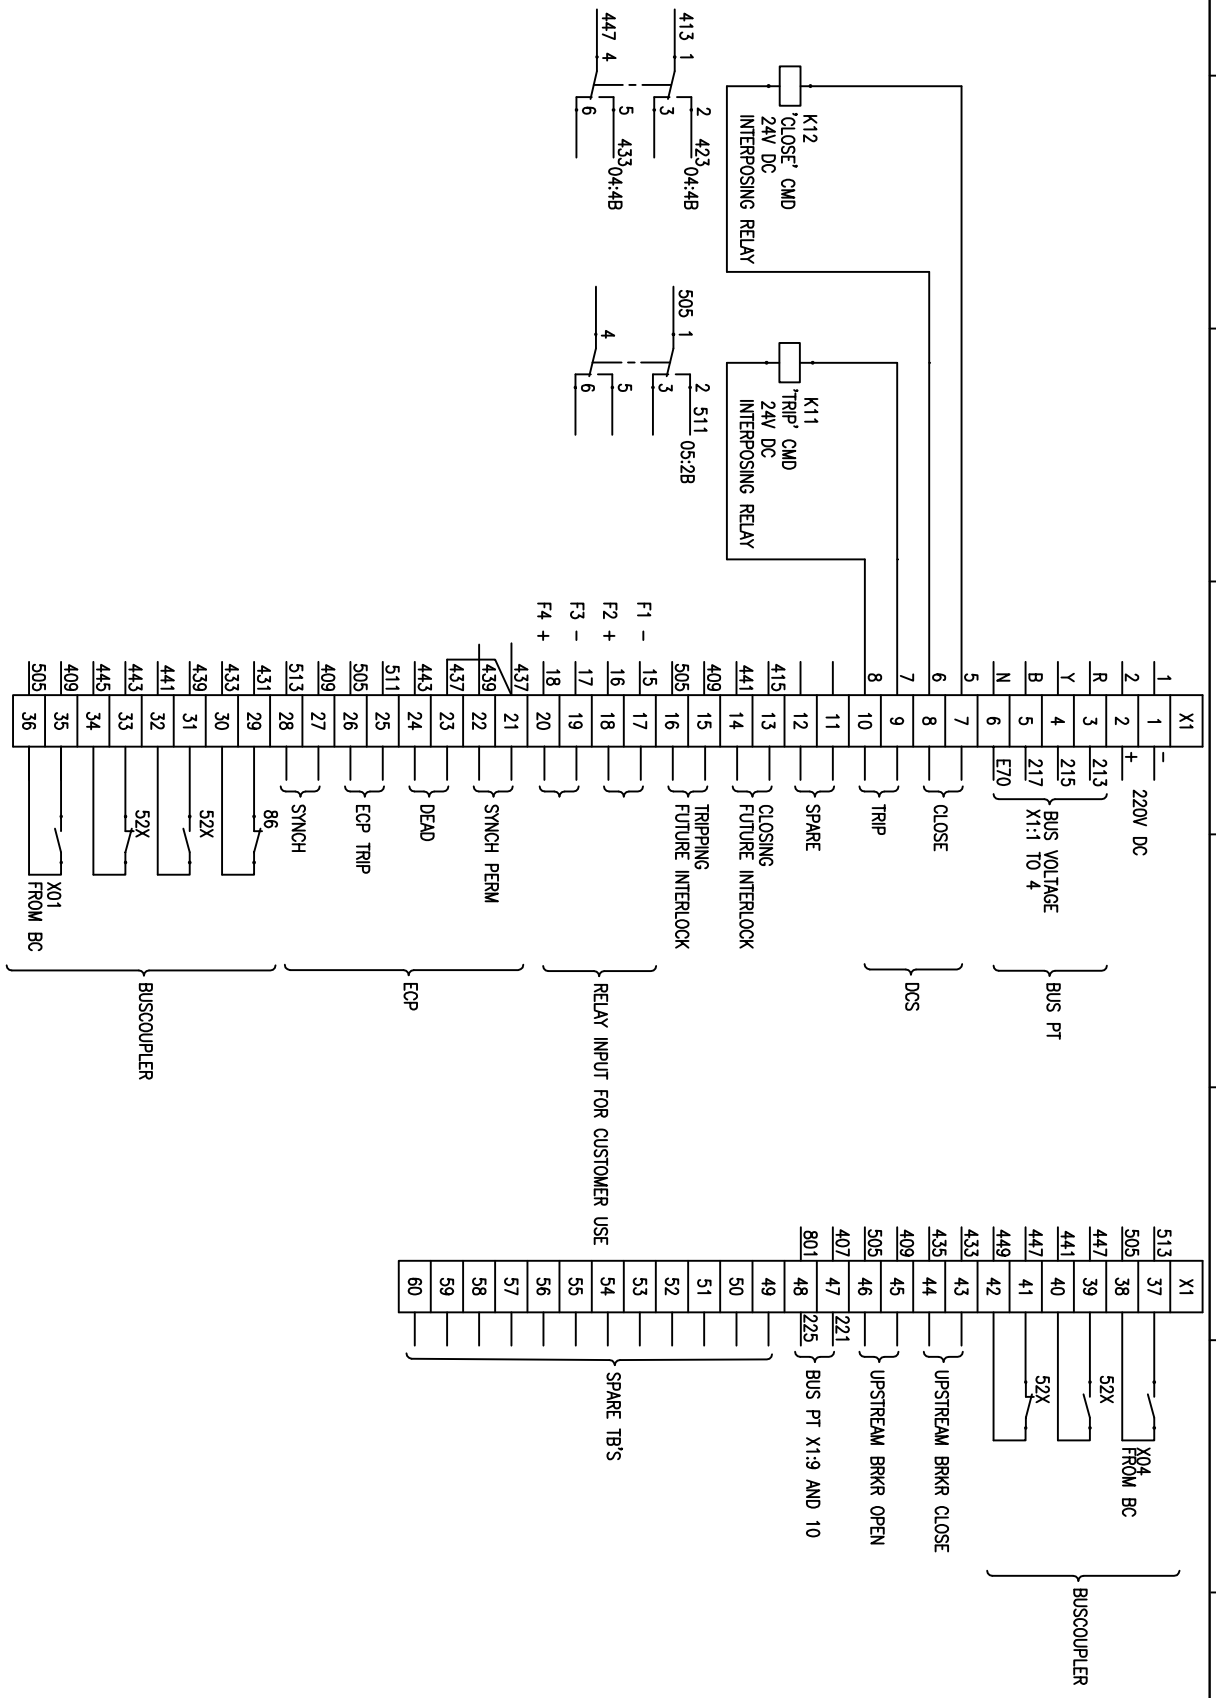 413 1
2 423
3
04:4B
447 4
5 433
6
04:4B
K12
'CLOSE' CMD
24V DC
INTERPOSING RELAY
505 1
2 511
3
05:2B
4
5
6
K11
'TRIP' CMD
24V DC
INTERPOSING RELAY
X1
1 1 -
2 2 +
220V DC
R 3 213
Y 4 215
B 5 217
N 6 E70
BUS VOLTAGE
X1:1 TO 4
BUS PT
5 7
6 8
CLOSE
7 9
8 10
TRIP
DCS
11
12
SPARE
415 13
441 14
CLOSING
FUTURE INTERLOCK
409 15
505 16
TRIPPING
FUTURE INTERLOCK
F1 - 15 17
F2 + 16 18
F3 - 17 19
F4 + 18 20
RELAY INPUT FOR CUSTOMER USE
437 21
439 22
SYNCH PERM
437 23
443 24
DEAD
511 25
505 26
ECP TRIP
409 27
513 28
SYNCH
ECP
431 29
433 30
86
439 31
441 32
52X
443 33
445 34
52X
409 35
505 36
X01
FROM BC
BUSCOUPLER
X1
513 37
505 38
X04
FROM BC
447 39
441 40
52X
447 41
449 42
52X
BUSCOUPLER
433 43
435 44
UPSTREAM BRKR CLOSE
409 45
505 46
UPSTREAM BRKR OPEN
407 47 221
801 48 225
BUS PT X1:9 AND 10
49
50
51
52
53
54
55
56
57
58
59
60
SPARE TB'S